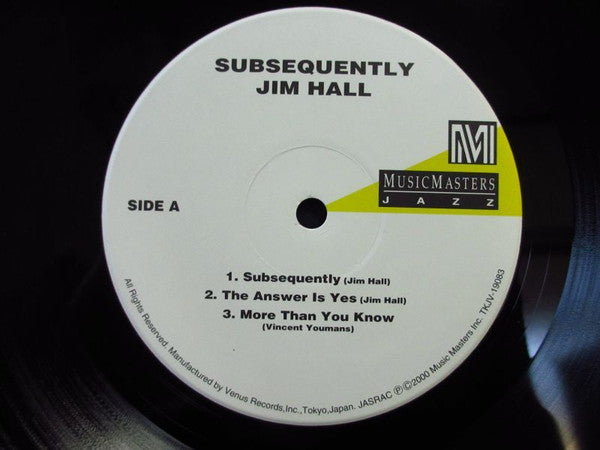 SUBSEQUENTLY
JIM HALL
MUSICMASTERS
JAZZ
SIDE A
1. Subsequently (Jim Hall)
2. The Answer Is Yes (Jim Hall)
3. More Than You Know
(Vincent Youmans)
All Rights Reserved. Manufactured by Venus Records,Inc.,Tokyo,Japan. JASRAC ℗©2000 Music Masters Inc. TKJV-19083